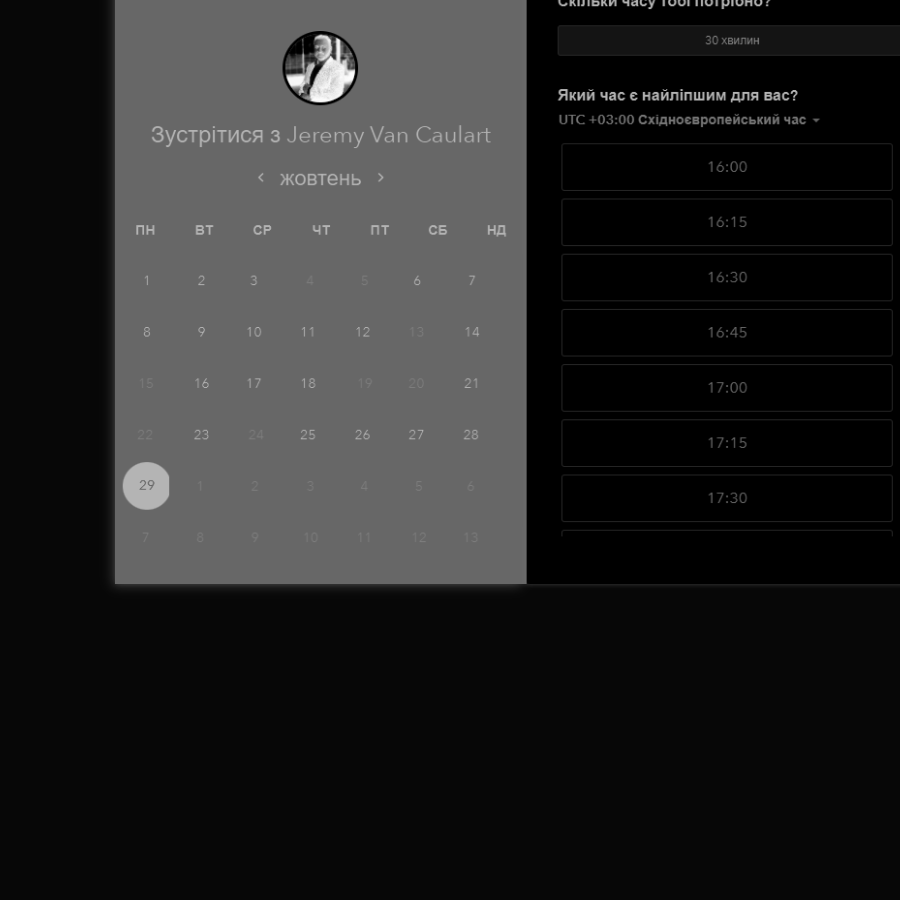 Зустрітися з Jeremy Van Caulart
‹ жовтень ›
ПН ВТ СР ЧТ ПТ СБ НД
1 2 3 4 5 6 7
8 9 10 11 12 13 14
15 16 17 18 19 20 21
22 23 24 25 26 27 28
29 1 2 3 4 5 6
7 8 9 10 11 12 13
Скільки часу тобі потрібно?
30 хвилин
Який час є найліпшим для вас?
UTC +03:00 Східноєвропейський час
16:00
16:15
16:30
16:45
17:00
17:15
17:30